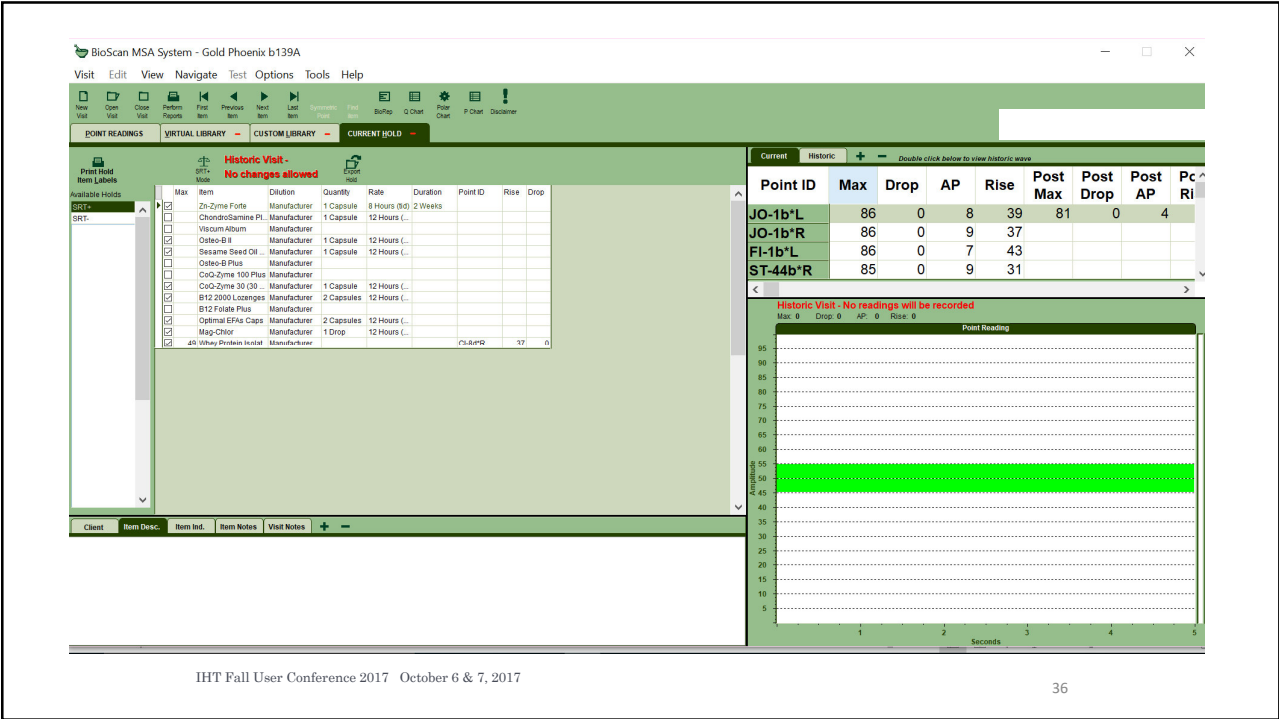 BioScan MSA System - Gold Phoenix b139A
Visit Edit View Navigate Test Options Tools Help
New Visit Open Visit Close Visit Perform Reports First Item Previous Item Next Item Last Item Symmetric Point First Item BioRep Q Chart Polar Chart P Chart Disclaimer
POINT READINGS VIRTUAL LIBRARY CUSTOM LIBRARY CURRENT HOLD
Print Hold Item Labels
SRT+ Mode
Historic Visit -
No changes allowed
Export Hold
Available Holds
SRT+
SRT-
Max Item Dilution Quantity Rate Duration Point ID Rise Drop
Zn-Zyme Forte Manufacturer 1 Capsule 8 Hours (tid) 2 Weeks
ChondroSamine Pl... Manufacturer 1 Capsule 12 Hours (...
Viscum Album Manufacturer
Osteo-B II Manufacturer 1 Capsule 12 Hours (...
Sesame Seed Oil ... Manufacturer 1 Capsule 12 Hours (...
Osteo-B Plus Manufacturer
CoQ-Zyme 100 Plus Manufacturer
CoQ-Zyme 30 (30 ... Manufacturer 1 Capsule 12 Hours (...
B12 2000 Lozenges Manufacturer 2 Capsules 12 Hours (...
B12 Folate Plus Manufacturer
Optimal EFAs Caps Manufacturer 2 Capsules 12 Hours (...
Mag-Chlor Manufacturer 1 Drop 12 Hours (...
49 Whey Protein Isolat Manufacturer CI-8d*R 37 0
Client Item Desc. Item Ind. Item Notes Visit Notes
Current Historic Double click below to view historic wave
Point ID Max Drop AP Rise Post Max Post Drop Post AP
JO-1b*L 86 0 8 39 81 0 4
JO-1b*R 86 0 9 37
FI-1b*L 86 0 7 43
ST-44b*R 85 0 9 31
Historic Visit - No readings will be recorded
Max: 0 Drop: 0 AP: 0 Rise: 0
Point Reading
95
90
85
80
75
70
65
60
55
50
45
40
35
30
25
20
15
10
5
Amplitude
1 2 3 4 5
Seconds
IHT Fall User Conference 2017 October 6 & 7, 2017
36